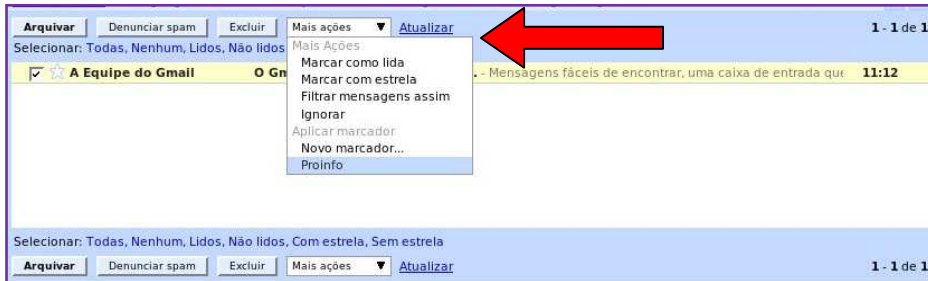 Arquivar Denunciar spam Excluir Mais ações Atualizar 1 - 1 de 1
Selecionar: Todas, Nenhum, Lidos, Não lidos
Mais Ações
Marcar como lida
A Equipe do Gmail O Gm . - Mensagens fáceis de encontrar, uma caixa de entrada que 11:12
Marcar com estrela
Filtrar mensagens assim
Ignorar
Aplicar marcador
Novo marcador...
Proinfo
Selecionar: Todas, Nenhum, Lidos, Não lidos, Com estrela, Sem estrela
Arquivar Denunciar spam Excluir Mais ações Atualizar 1 - 1 de 1